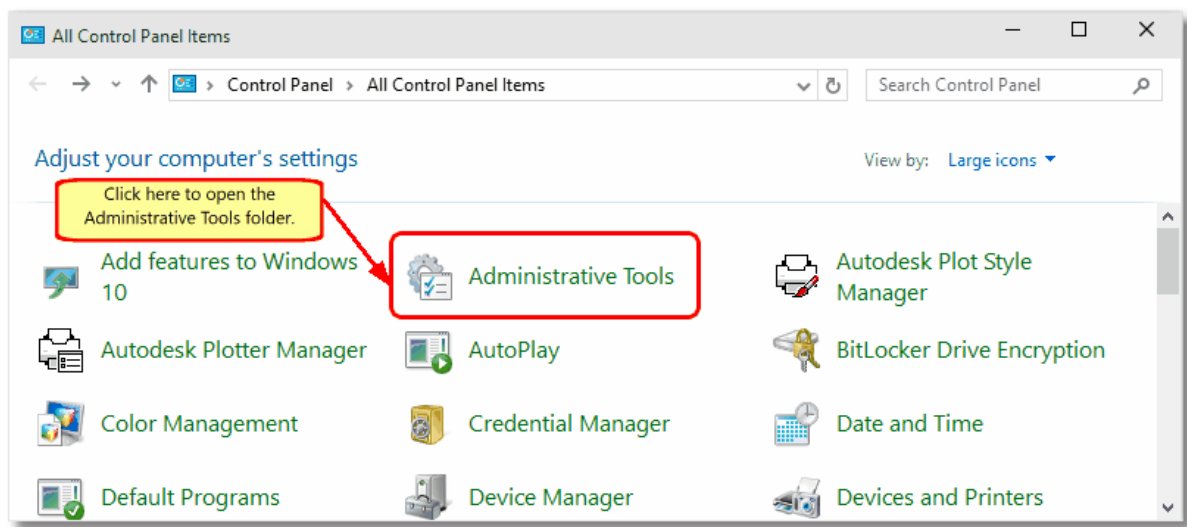 All Control Panel Items
Control Panel > All Control Panel Items
Search Control Panel
Adjust your computer's settings
View by: Large icons
Click here to open the
Administrative Tools folder.
Add features to Windows
10
Administrative Tools
Autodesk Plot Style
Manager
Autodesk Plotter Manager
AutoPlay
BitLocker Drive Encryption
Color Management
Credential Manager
Date and Time
Default Programs
Device Manager
Devices and Printers